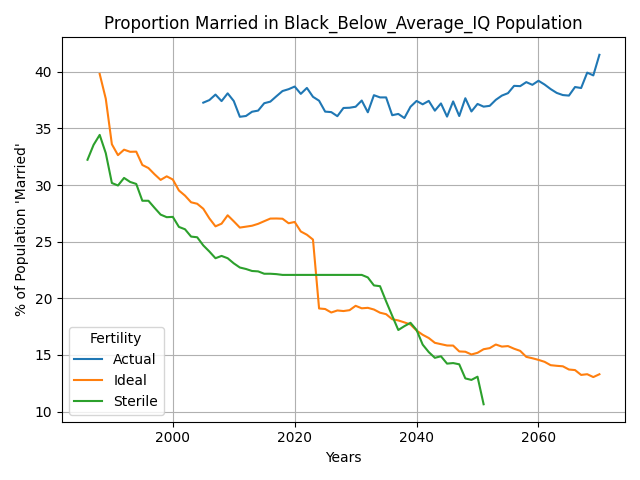 Proportion Married in Black_Below_Average_IQ Population
% of Population 'Married'
40
35
30
25
20
15
10
Fertility
Actual
Ideal
Sterile
2000
2020
2040
2060
Years